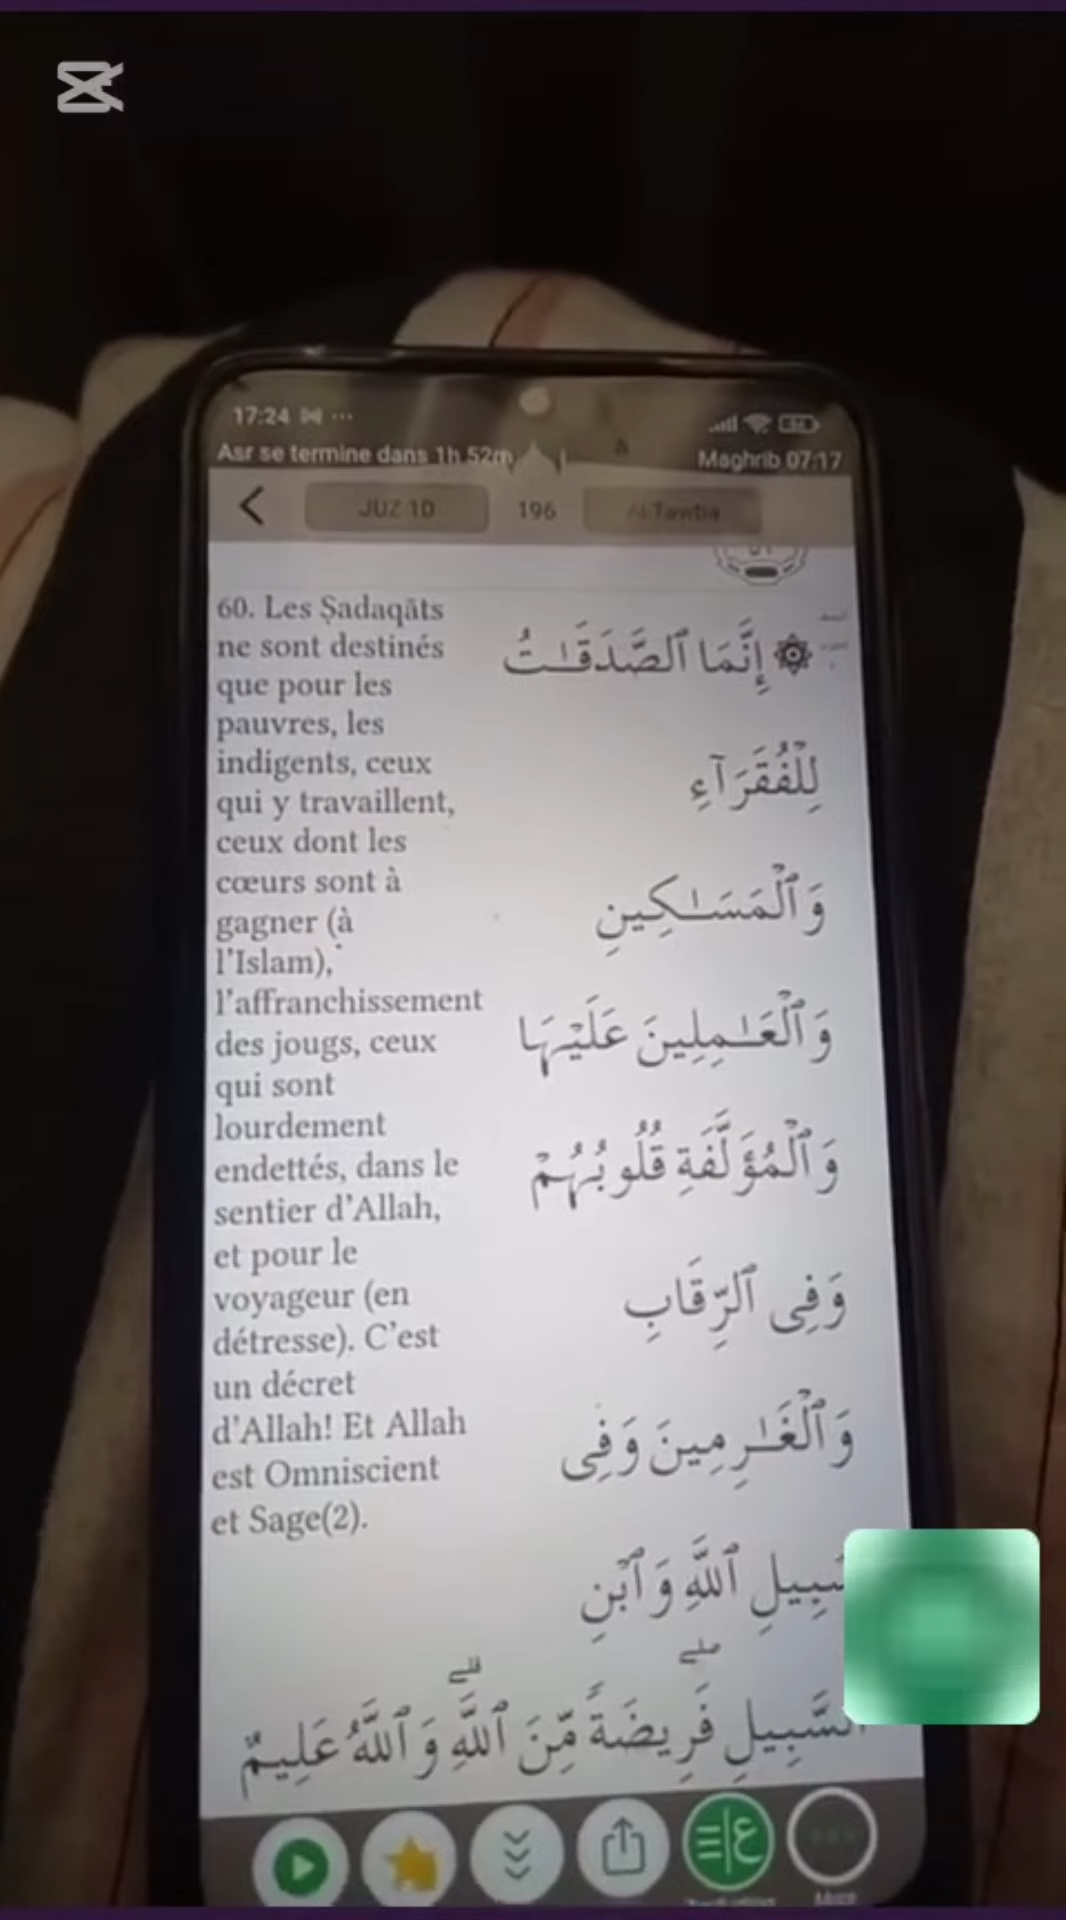 17:24
Asr se termine dans 1h 52m
Maghrib 07:17
JUZ 10
196
At-Tawba
60. Les Ṣadaqāts
ne sont destinés
que pour les
pauvres, les
indigents, ceux
qui y travaillent,
ceux dont les
cœurs sont à
gagner (à
l'Islam),
l'affranchissement
des jougs, ceux
qui sont
lourdement
endettés, dans le
sentier d'Allah,
et pour le
voyageur (en
détresse). C'est
un décret
d'Allah! Et Allah
est Omniscient
et Sage(2).
۞ إِنَّمَا ٱلصَّدَقَـٰتُ
لِلْفُقَرَآءِ
وَٱلْمَسَـٰكِينِ
وَٱلْعَـٰمِلِينَ عَلَيْهَا
وَٱلْمُؤَلَّفَةِ قُلُوبُهُمْ
وَفِى ٱلرِّقَابِ
وَٱلْغَـٰرِمِينَ وَفِى
سَبِيلِ ٱللَّهِ وَٱبْنِ
ٱلسَّبِيلِ ۖ فَرِيضَةً مِّنَ ٱللَّهِ ۗ وَٱللَّهُ عَلِيمٌ
More